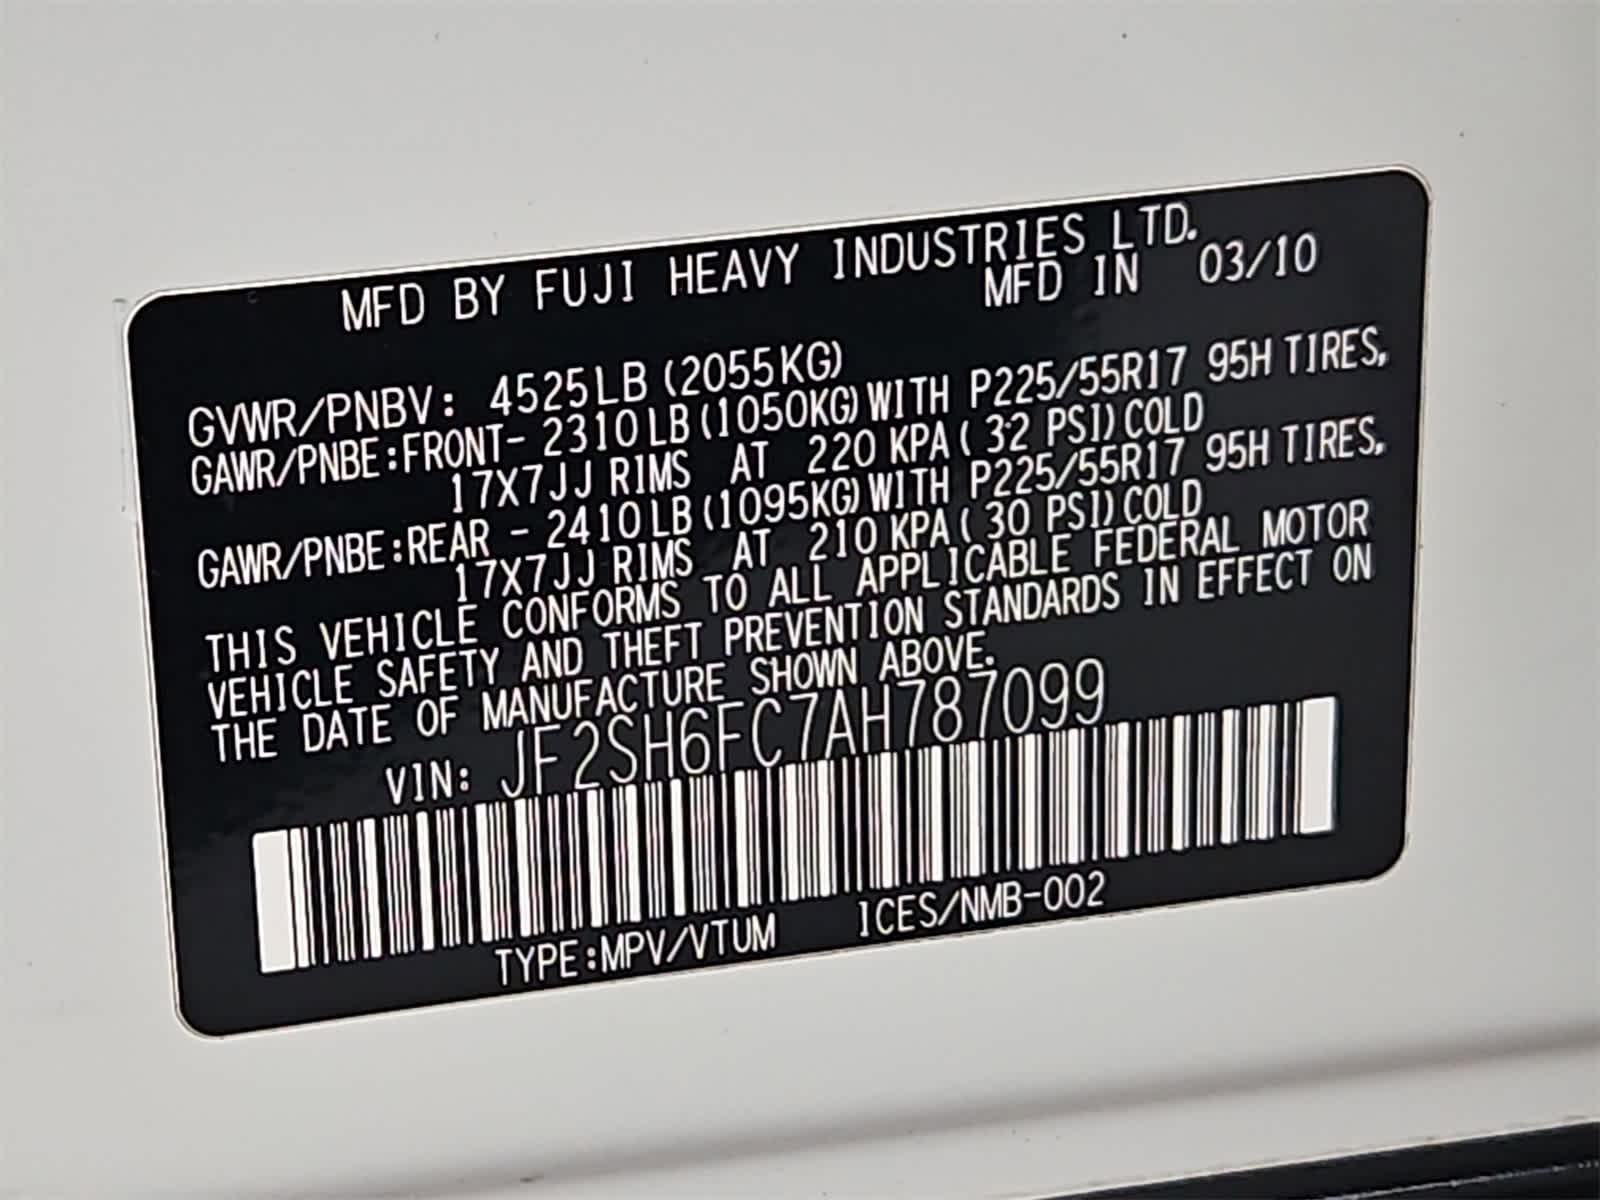 MFD BY FUJI HEAVY INDUSTRIES LTD.
MFD IN 03/10
GVWR/PNBV: 4525LB (2055KG)
GAWR/PNBE:FRONT- 2310LB (1050KG) WITH P225/55R17 95H TIRES,
17X7JJ RIMS AT 220 KPA ( 32 PSI) COLD
GAWR/PNBE:REAR - 2410LB (1095KG) WITH P225/55R17 95H TIRES,
17X7JJ RIMS AT 210 KPA ( 30 PSI) COLD
THIS VEHICLE CONFORMS TO ALL APPLICABLE FEDERAL MOTOR
VEHICLE SAFETY AND THEFT PREVENTION STANDARDS IN EFFECT ON
THE DATE OF MANUFACTURE SHOWN ABOVE.
VIN: JF2SH6FC7AH787099
TYPE:MPV/VTUM ICES/NMB-002